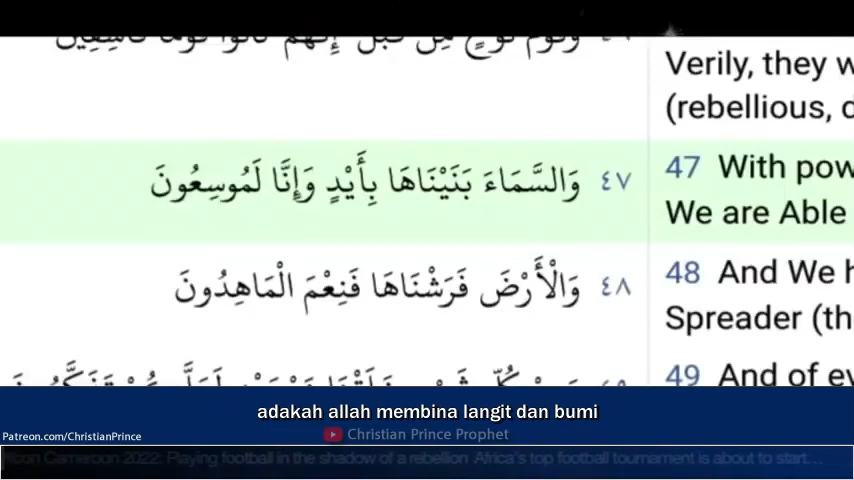 Verily, they w
(rebellious, d
٤٧ وَالسَّمَاءَ بَنَيْنَاهَا بِأَيْدٍ وَإِنَّا لَمُوسِعُونَ
47 With pow
We are Able
٤٨ وَالْأَرْضَ فَرَشْنَاهَا فَنِعْمَ الْمَاهِدُونَ
48 And We h
Spreader (th
49 And of ev
adakah allah membina langit dan bumi
Patreon.com/ChristianPrince
Christian Prince Prophet
Cameroon 2022: Playing football in the shadow of a rebellion Africa's top football tournament is about to start...